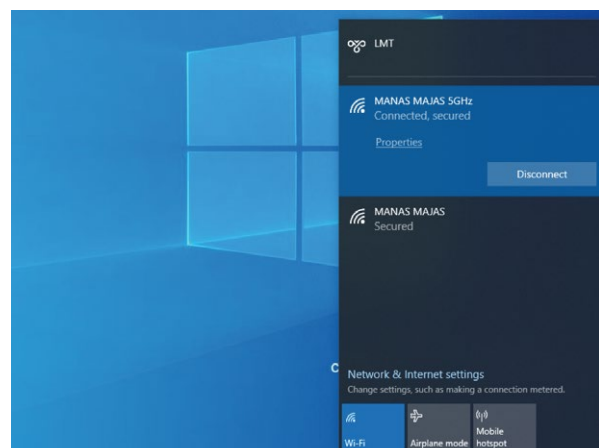 LMT
MANAS MAJAS 5GHz
Connected, secured
Properties
Disconnect
MANAS MAJAS
Secured
C
Network & Internet settings
Change settings, such as making a connection metered.
Mobile
Wi-Fi Airplane mode hotspot